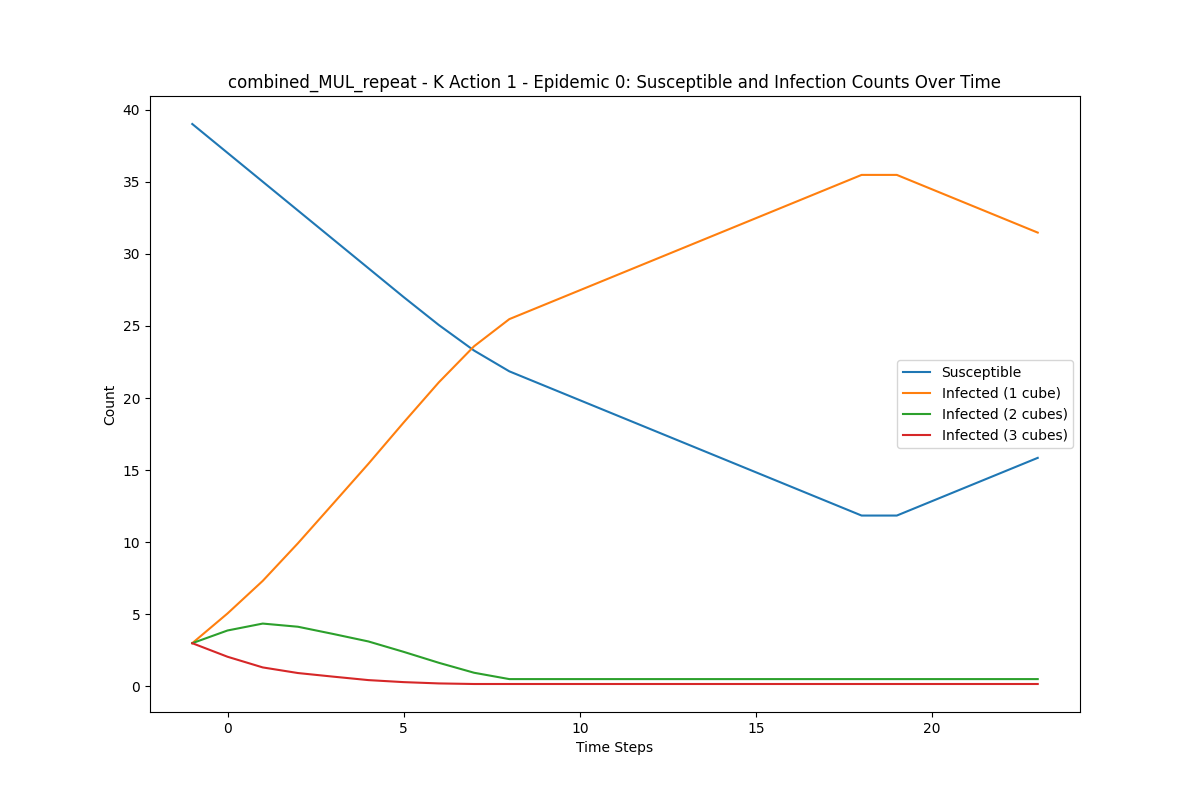 combined_MUL_repeat - K Action 1 - Epidemic 0: Susceptible and Infection Counts Over Time
40
35
30
25
20
15
10
5
0
Count
Susceptible
Infected (1 cube)
Infected (2 cubes)
Infected (3 cubes)
0 5 10 15 20
Time Steps